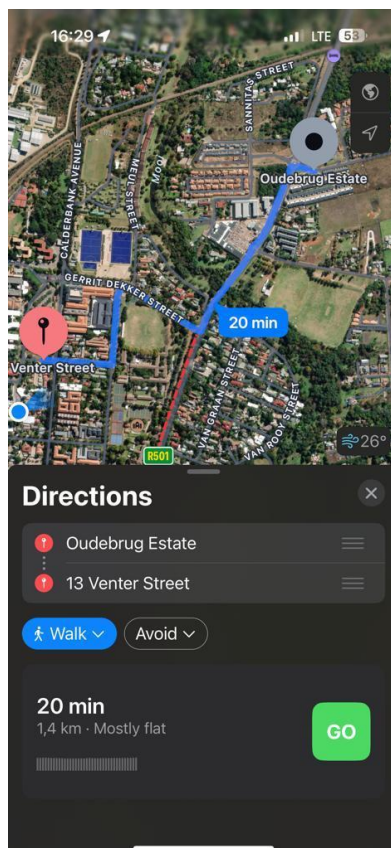 16:29
LTE 53
SANNITAS STREET
CALDERBANK AVENUE
MEUL STREET
Mooi
Oudebrug Estate
GERRIT DEKKER STREET
20 min
Venter Street
VAN GRAAN STREET
VAN ROOY STREET
R501
26°
Directions
Oudebrug Estate
13 Venter Street
Walk
Avoid
20 min
1,4 km · Mostly flat
GO